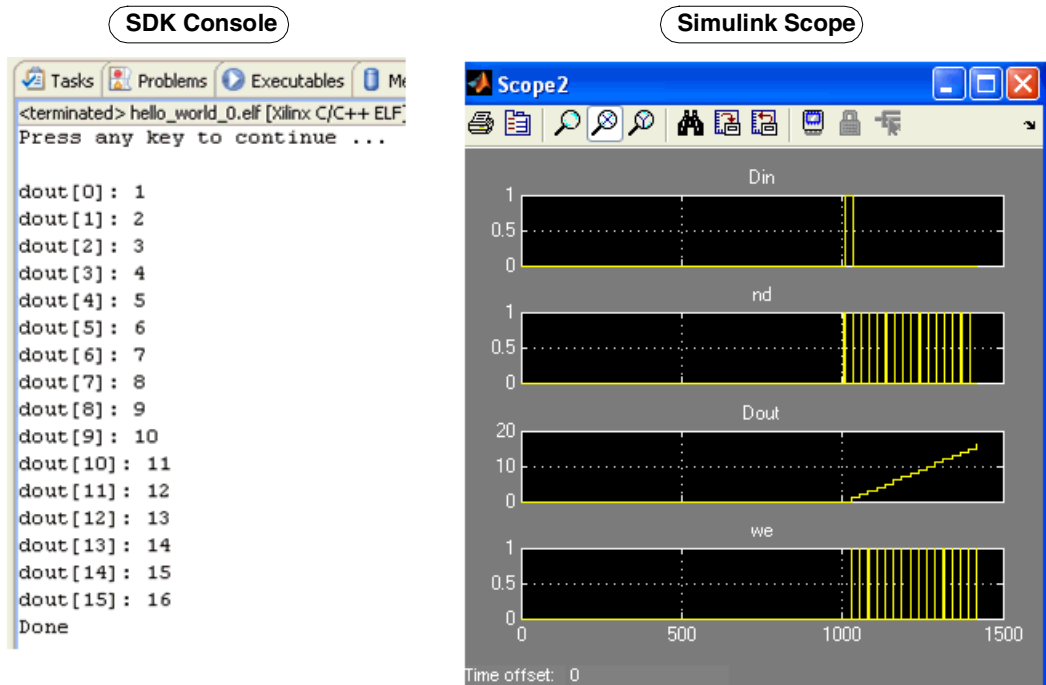 SDK Console
Tasks Problems Executables Me
<terminated> hello_world_0.elf [Xilinx C/C++ ELF]
Press any key to continue ...
dout[0]: 1
dout[1]: 2
dout[2]: 3
dout[3]: 4
dout[4]: 5
dout[5]: 6
dout[6]: 7
dout[7]: 8
dout[8]: 9
dout[9]: 10
dout[10]: 11
dout[11]: 12
dout[12]: 13
dout[13]: 14
dout[14]: 15
dout[15]: 16
Done
Simulink Scope
Scope2
Din
1
0.5
0
nd
1
0.5
0
Dout
20
10
0
we
1
0.5
0
0 500 1000 1500
Time offset: 0